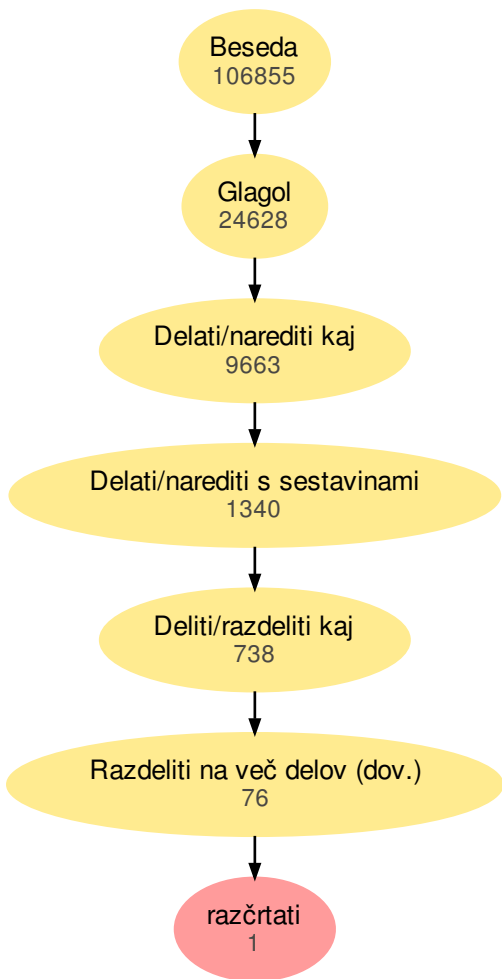 Beseda
106855
Glagol
24628
Delati/narediti kaj
9663
Delati/narediti s sestavinami
1340
Deliti/razdeliti kaj
738
Razdeliti na več delov (dov.)
76
razčrtati
1